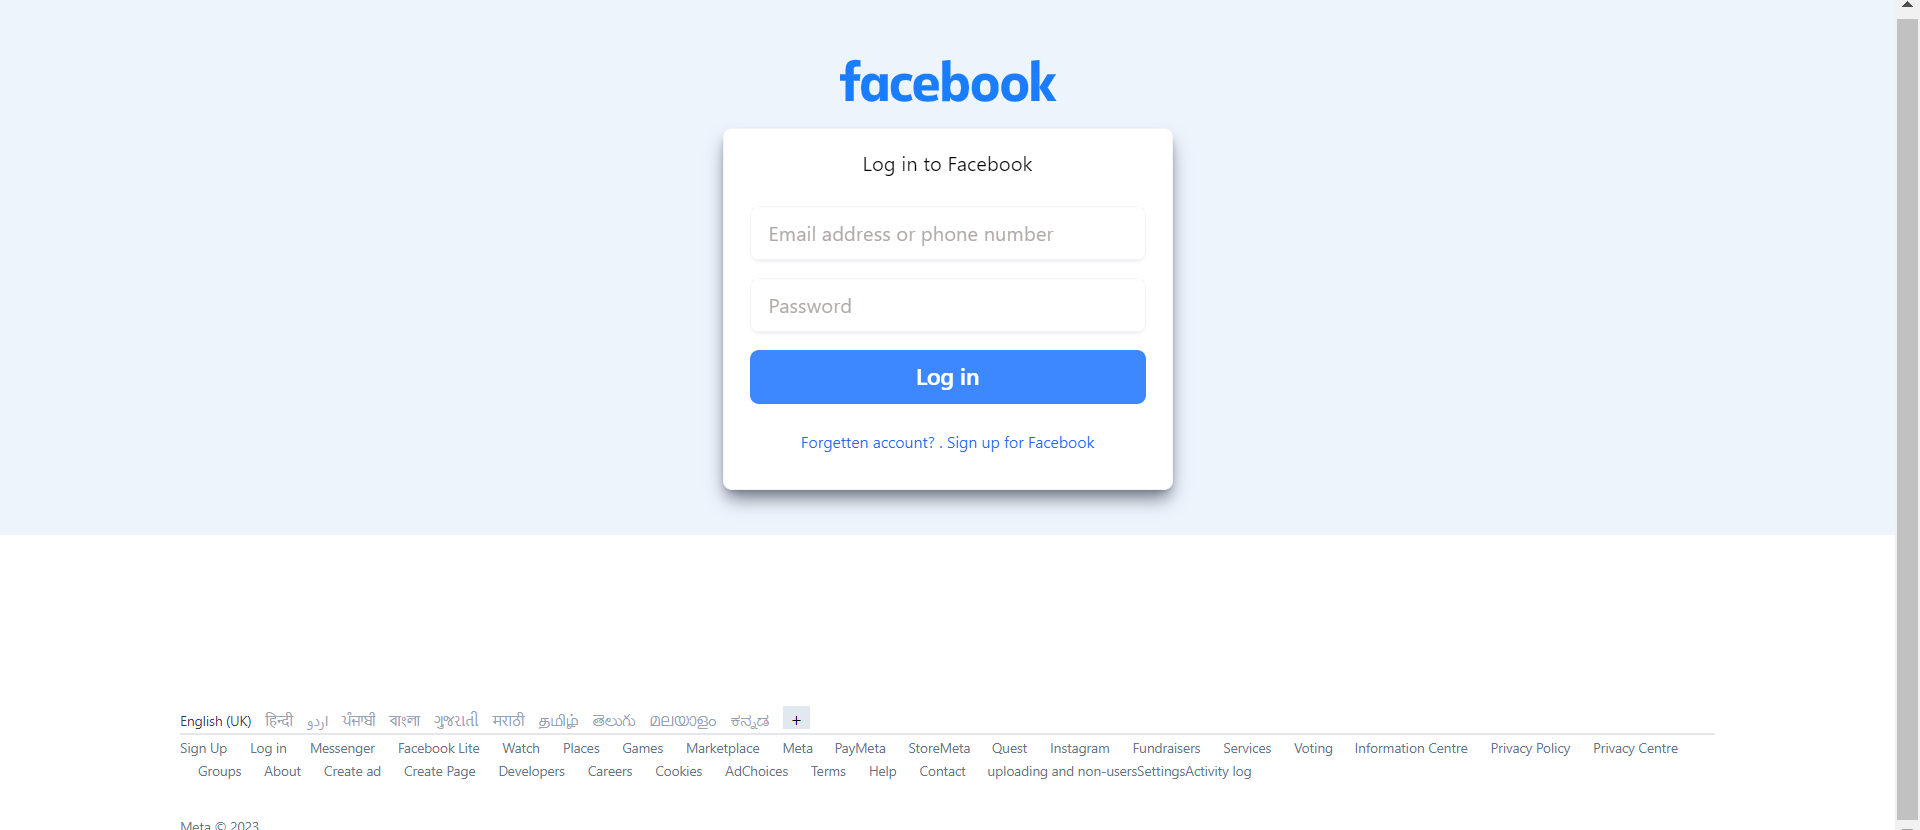 facebook
Log in to Facebook
Email address or phone number
Password
Log in
Forgetten account? . Sign up for Facebook
English (UK) हिन्दी اردو ਪੰਜਾਬੀ বাংলা ગુજરાતી मराठी தமிழ் తెలుగు മലയാളം ಕನ್ನಡ +
Sign Up Log in Messenger Facebook Lite Watch Places Games Marketplace Meta PayMeta StoreMeta Quest Instagram Fundraisers Services Voting Information Centre Privacy Policy Privacy Centre
Groups About Create ad Create Page Developers Careers Cookies AdChoices Terms Help Contact uploading and non-usersSettingsActivity log
Meta © 2023